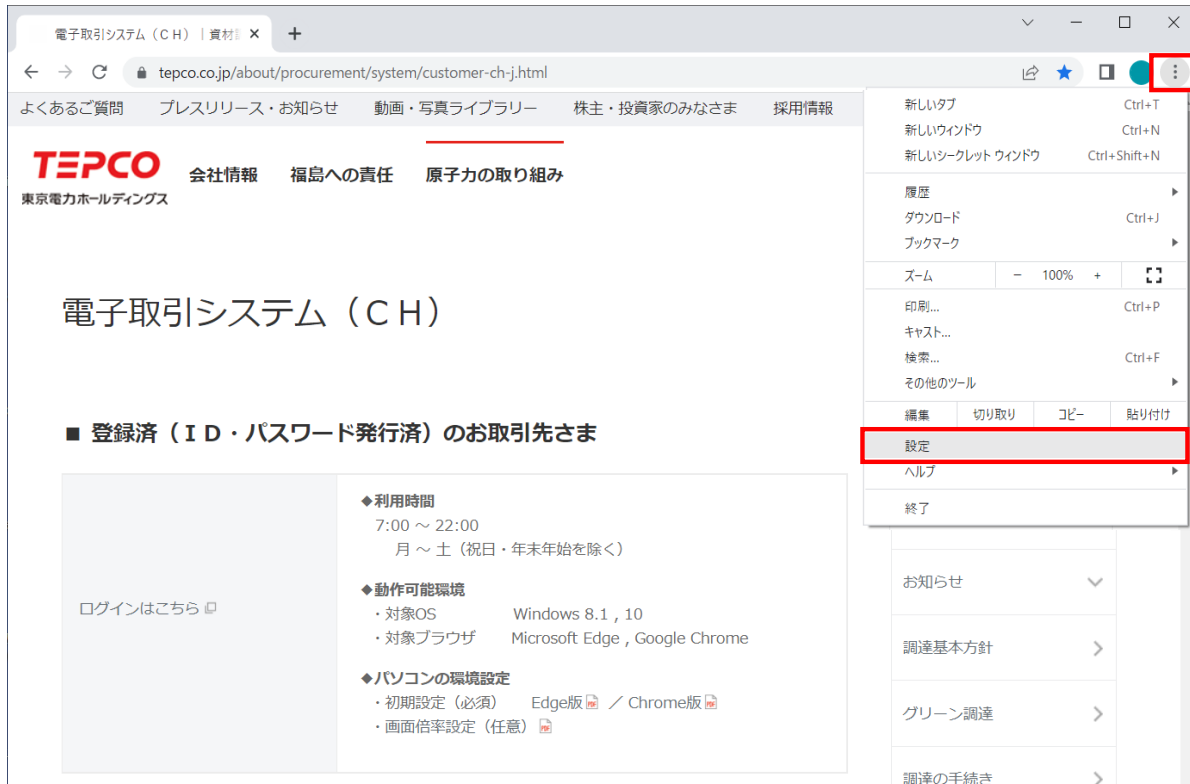 電子取引システム（ＣＨ）｜資材
tepco.co.jp/about/procurement/system/customer-ch-j.html
よくあるご質問 プレスリリース・お知らせ 動画・写真ライブラリー 株主・投資家のみなさま 採用情報
TEPCO
東京電力ホールディングス
会社情報 福島への責任 原子力の取り組み
電子取引システム（ＣＨ）
■ 登録済（ＩＤ・パスワード発行済）のお取引先さま
ログインはこちら
◆利用時間
7:00 ～ 22:00
月 ～ 土（祝日・年末年始を除く）
◆動作可能環境
・対象OS Windows 8.1 , 10
・対象ブラウザ Microsoft Edge , Google Chrome
◆パソコンの環境設定
・初期設定（必須） Edge版 PDF ／ Chrome版 PDF
・画面倍率設定（任意） PDF
新しいタブ Ctrl+T
新しいウィンドウ Ctrl+N
新しいシークレット ウィンドウ Ctrl+Shift+N
履歴
ダウンロード Ctrl+J
ブックマーク
ズーム － 100% +
印刷... Ctrl+P
キャスト...
検索... Ctrl+F
その他のツール
編集 切り取り コピー 貼り付け
設定
ヘルプ
終了
お知らせ
調達基本方針
グリーン調達
調達の手続き